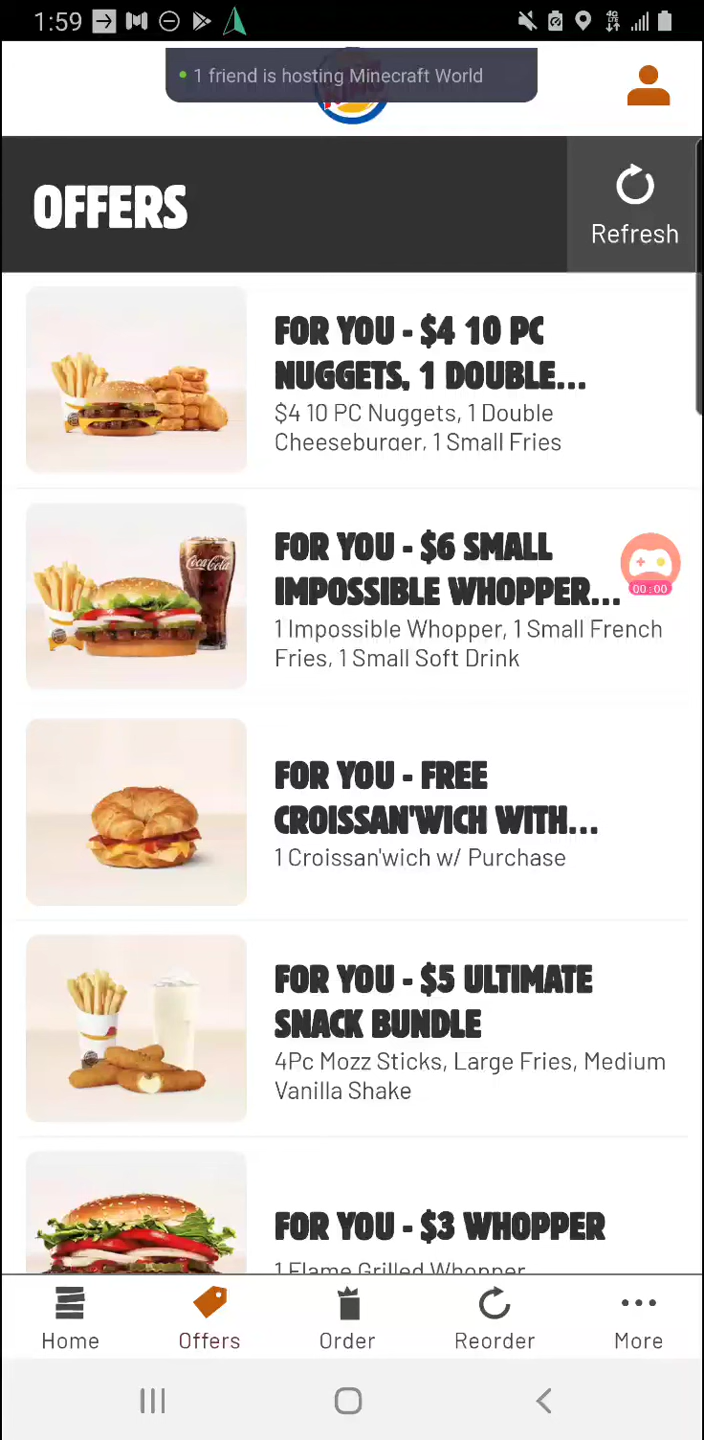 1:59
4G LTE
1 friend is hosting Minecraft World
OFFERS
Refresh
FOR YOU - $4 10 PC
NUGGETS, 1 DOUBLE...
$4 10 PC Nuggets, 1 Double
Cheeseburger, 1 Small Fries
Coca-Cola
FOR YOU - $6 SMALL
IMPOSSIBLE WHOPPER...
00:00
1 Impossible Whopper, 1 Small French
Fries, 1 Small Soft Drink
FOR YOU - FREE
CROISSAN'WICH WITH...
1 Croissan'wich w/ Purchase
FOR YOU - $5 ULTIMATE
SNACK BUNDLE
4Pc Mozz Sticks, Large Fries, Medium
Vanilla Shake
FOR YOU - $3 WHOPPER
1 Flame Grilled Whopper
Home
Offers
Order
Reorder
More